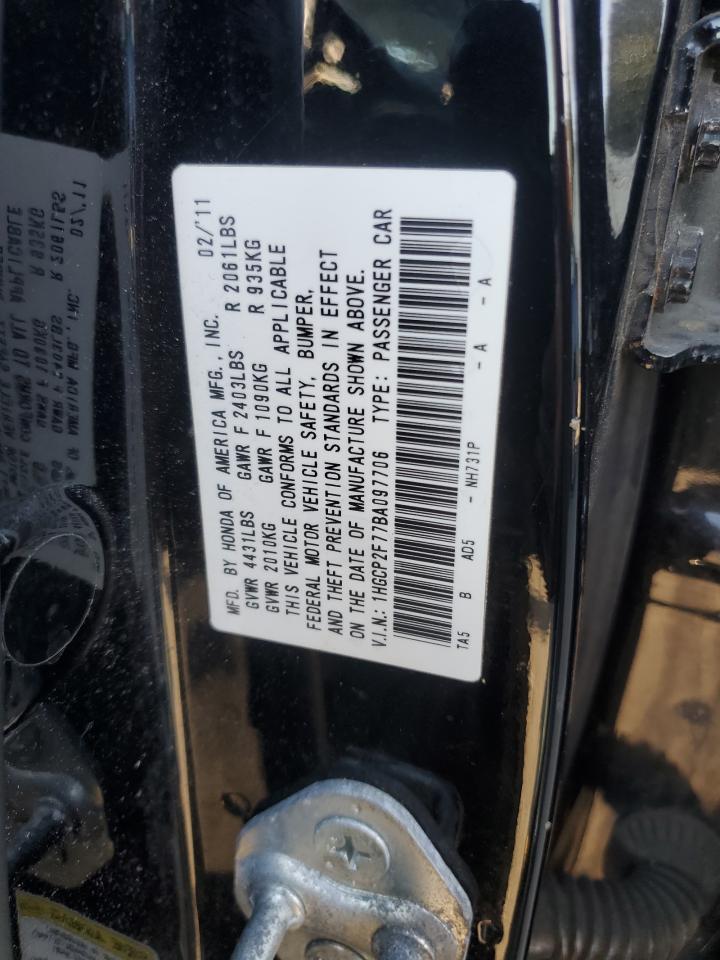 MFD. BY HONDA OF AMERICA MFG., INC. 02/'11
GVWR 4431LBS GAWR F 2403LBS R 2061LBS
GVWR 2010KG GAWR F 1090KG R 935KG
THIS VEHICLE CONFORMS TO ALL APPLICABLE
FEDERAL MOTOR VEHICLE SAFETY, BUMPER,
AND THEFT PREVENTION STANDARDS IN EFFECT
ON THE DATE OF MANUFACTURE SHOWN ABOVE.
V.I.N.: 1HGCP2F77BA097706 TYPE: PASSENGER CAR
TA5 B AD5 - NH731P - A - A